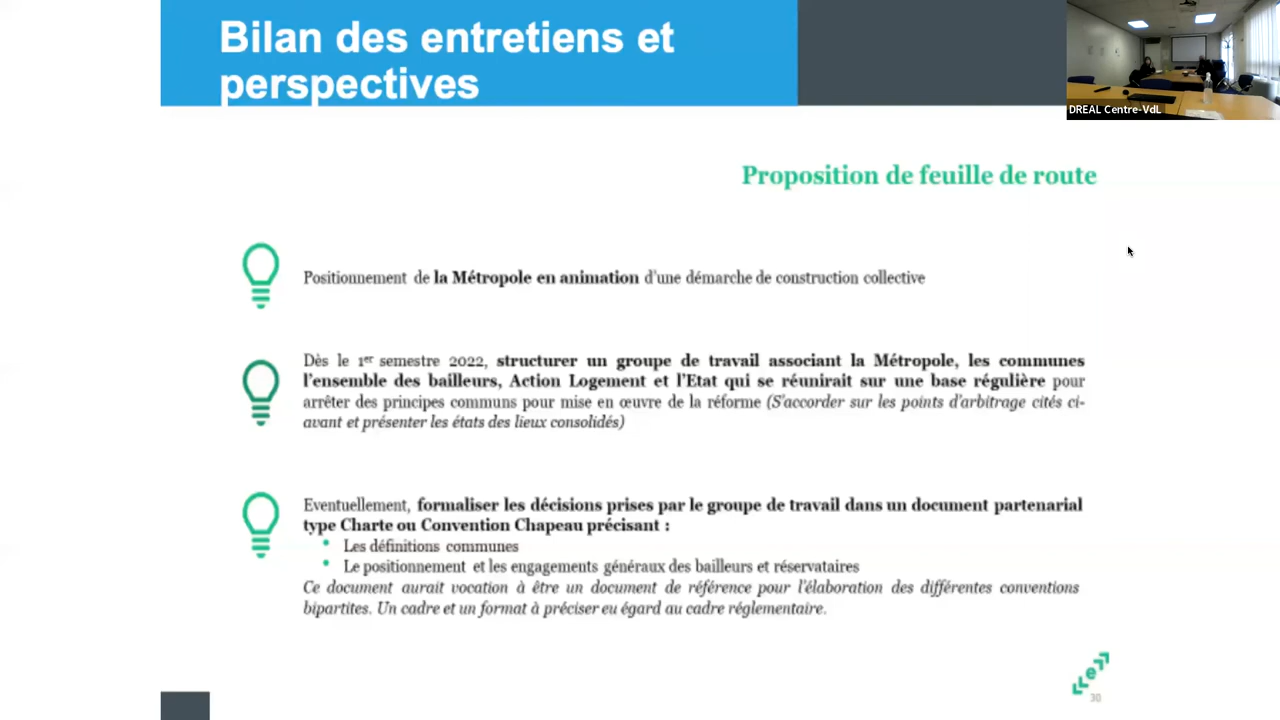 Bilan des entretiens et
perspectives
DREAL Centre-VdL
Proposition de feuille de route
Positionnement de la Métropole en animation d'une démarche de construction collective
Dès le 1er semestre 2022, structurer un groupe de travail associant la Métropole, les communes
l'ensemble des bailleurs, Action Logement et l'Etat qui se réunirait sur une base régulière pour
arrêter des principes communs pour mise en œuvre de la réforme (S'accorder sur les points d'arbitrage cités ci-
avant et présenter les états des lieux consolidés)
Eventuellement, formaliser les décisions prises par le groupe de travail dans un document partenarial
type Charte ou Convention Chapeau précisant :
• Les définitions communes
• Le positionnement et les engagements généraux des bailleurs et réservataires
Ce document aurait vocation à être un document de référence pour l'élaboration des différentes conventions
bipartites. Un cadre et un format à préciser eu égard au cadre réglementaire.
e
30